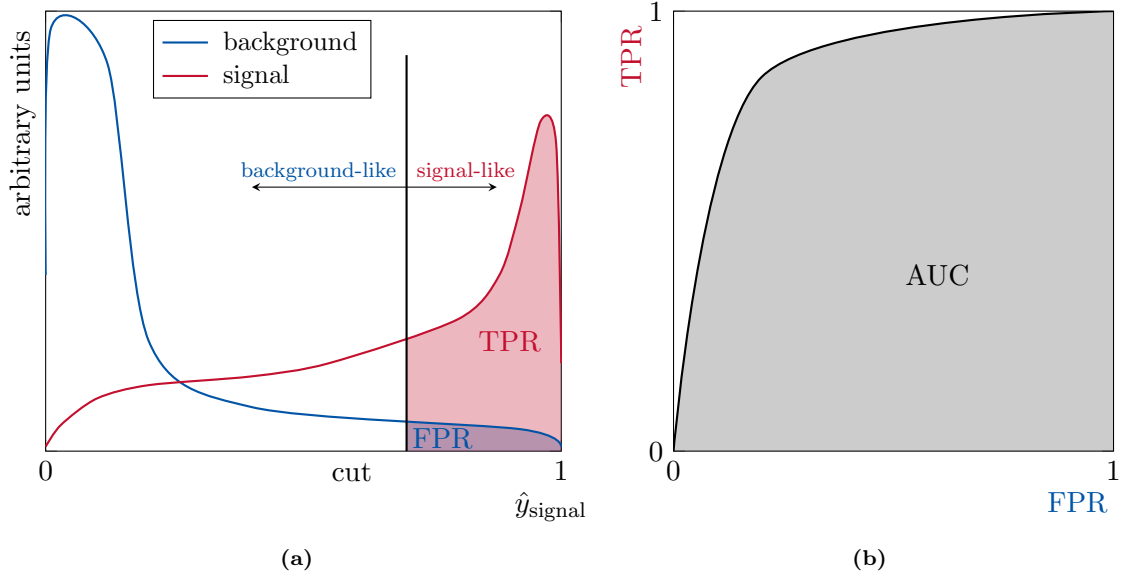 arbitrary units
background
signal
background-like
signal-like
TPR
FPR
0
cut
1
ŷsignal
(a)
TPR
1
AUC
0
0
1
FPR
(b)